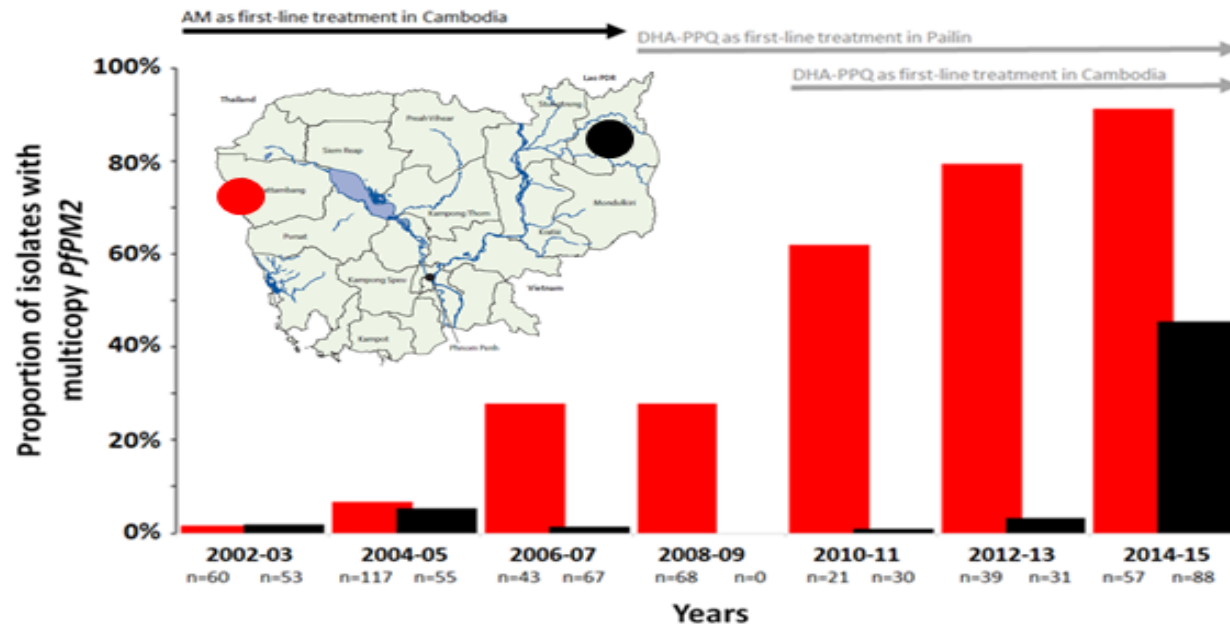 AM as first-line treatment in Cambodia
DHA-PPQ as first-line treatment in Pailin
DHA-PPQ as first-line treatment in Cambodia
Proportion of isolates with
multicopy PfPM2
100%
80%
60%
40%
20%
0%
Thailand
Lao PDR
Preah Vihear
Siem Reap
Kampong Thom
Mondulkiri
Pursat
Kratie
Kampong Speu
Vietnam
Kampot
Phnom Penh
2002-03 2004-05 2006-07 2008-09 2010-11 2012-13 2014-15
n=60 n=53 n=117 n=55 n=43 n=67 n=68 n=0 n=21 n=30 n=39 n=31 n=57 n=88
Years